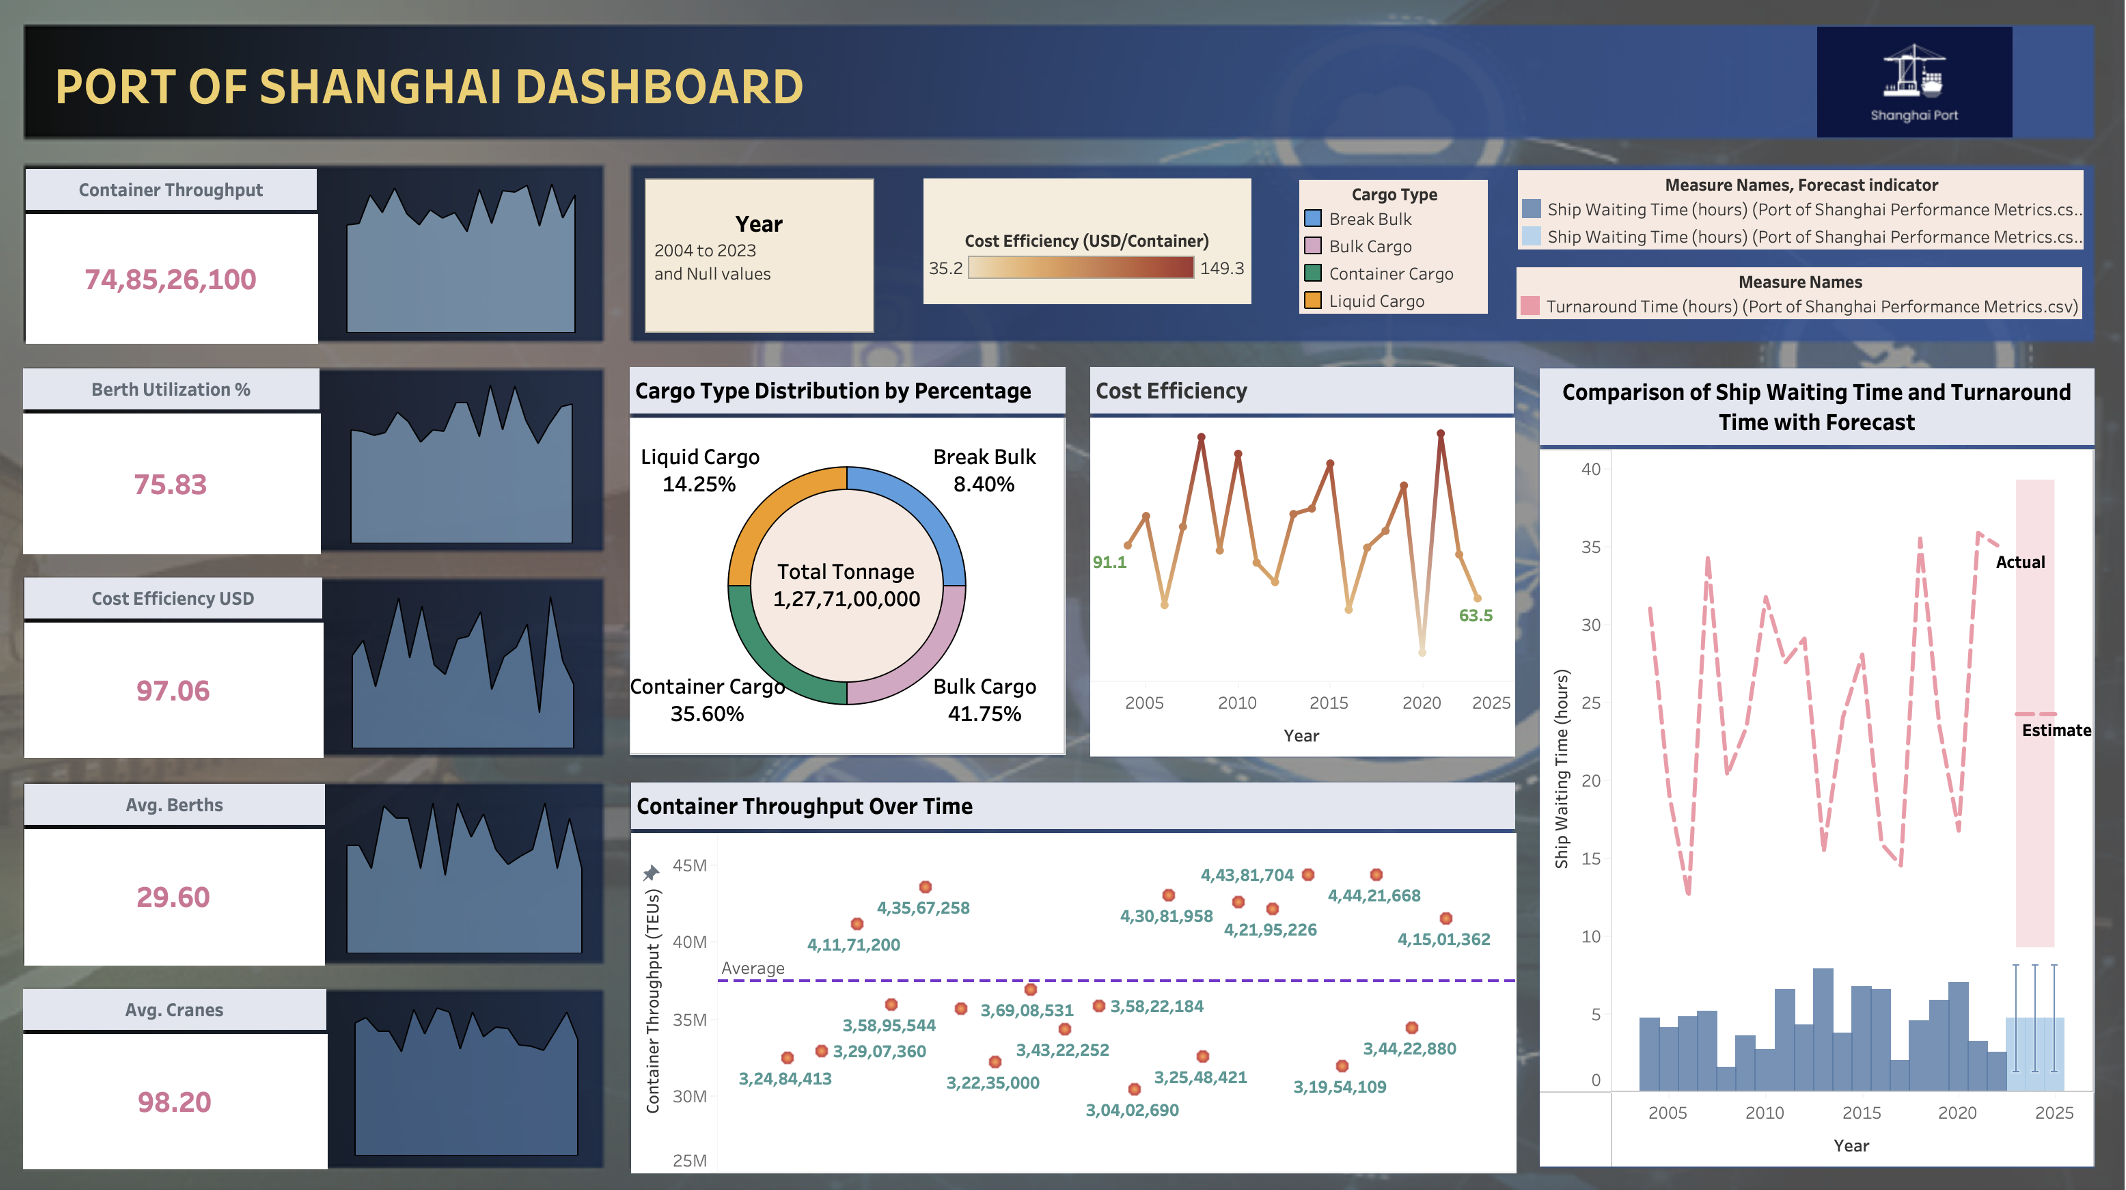 PORT OF SHANGHAI DASHBOARD
Shanghai Port
Container Throughput
74,85,26,100
Berth Utilization %
75.83
Cost Efficiency USD
97.06
Avg. Berths
29.60
Avg. Cranes
98.20
Year
2004 to 2023
and Null values
Cost Efficiency (USD/Container)
35.2
149.3
Cargo Type
Break Bulk
Bulk Cargo
Container Cargo
Liquid Cargo
Measure Names, Forecast indicator
Ship Waiting Time (hours) (Port of Shanghai Performance Metrics.cs..
Ship Waiting Time (hours) (Port of Shanghai Performance Metrics.cs..
Measure Names
Turnaround Time (hours) (Port of Shanghai Performance Metrics.csv)
Cargo Type Distribution by Percentage
Liquid Cargo
14.25%
Break Bulk
8.40%
Total Tonnage
1,27,71,00,000
Container Cargo
35.60%
Bulk Cargo
41.75%
Cost Efficiency
91.1
63.5
2005
2010
2015
2020
2025
Year
Container Throughput Over Time
Container Throughput (TEUs)
45M
40M
35M
30M
25M
Average
3,24,84,413
3,29,07,360
4,11,71,200
3,58,95,544
4,35,67,258
3,22,35,000
3,69,08,531
3,43,22,252
3,58,22,184
3,04,02,690
4,30,81,958
3,25,48,421
4,21,95,226
4,43,81,704
3,19,54,109
4,44,21,668
3,44,22,880
4,15,01,362
Comparison of Ship Waiting Time and Turnaround
Time with Forecast
Ship Waiting Time (hours)
40
35
30
25
20
15
10
5
0
Actual
Estimate
2005
2010
2015
2020
2025
Year